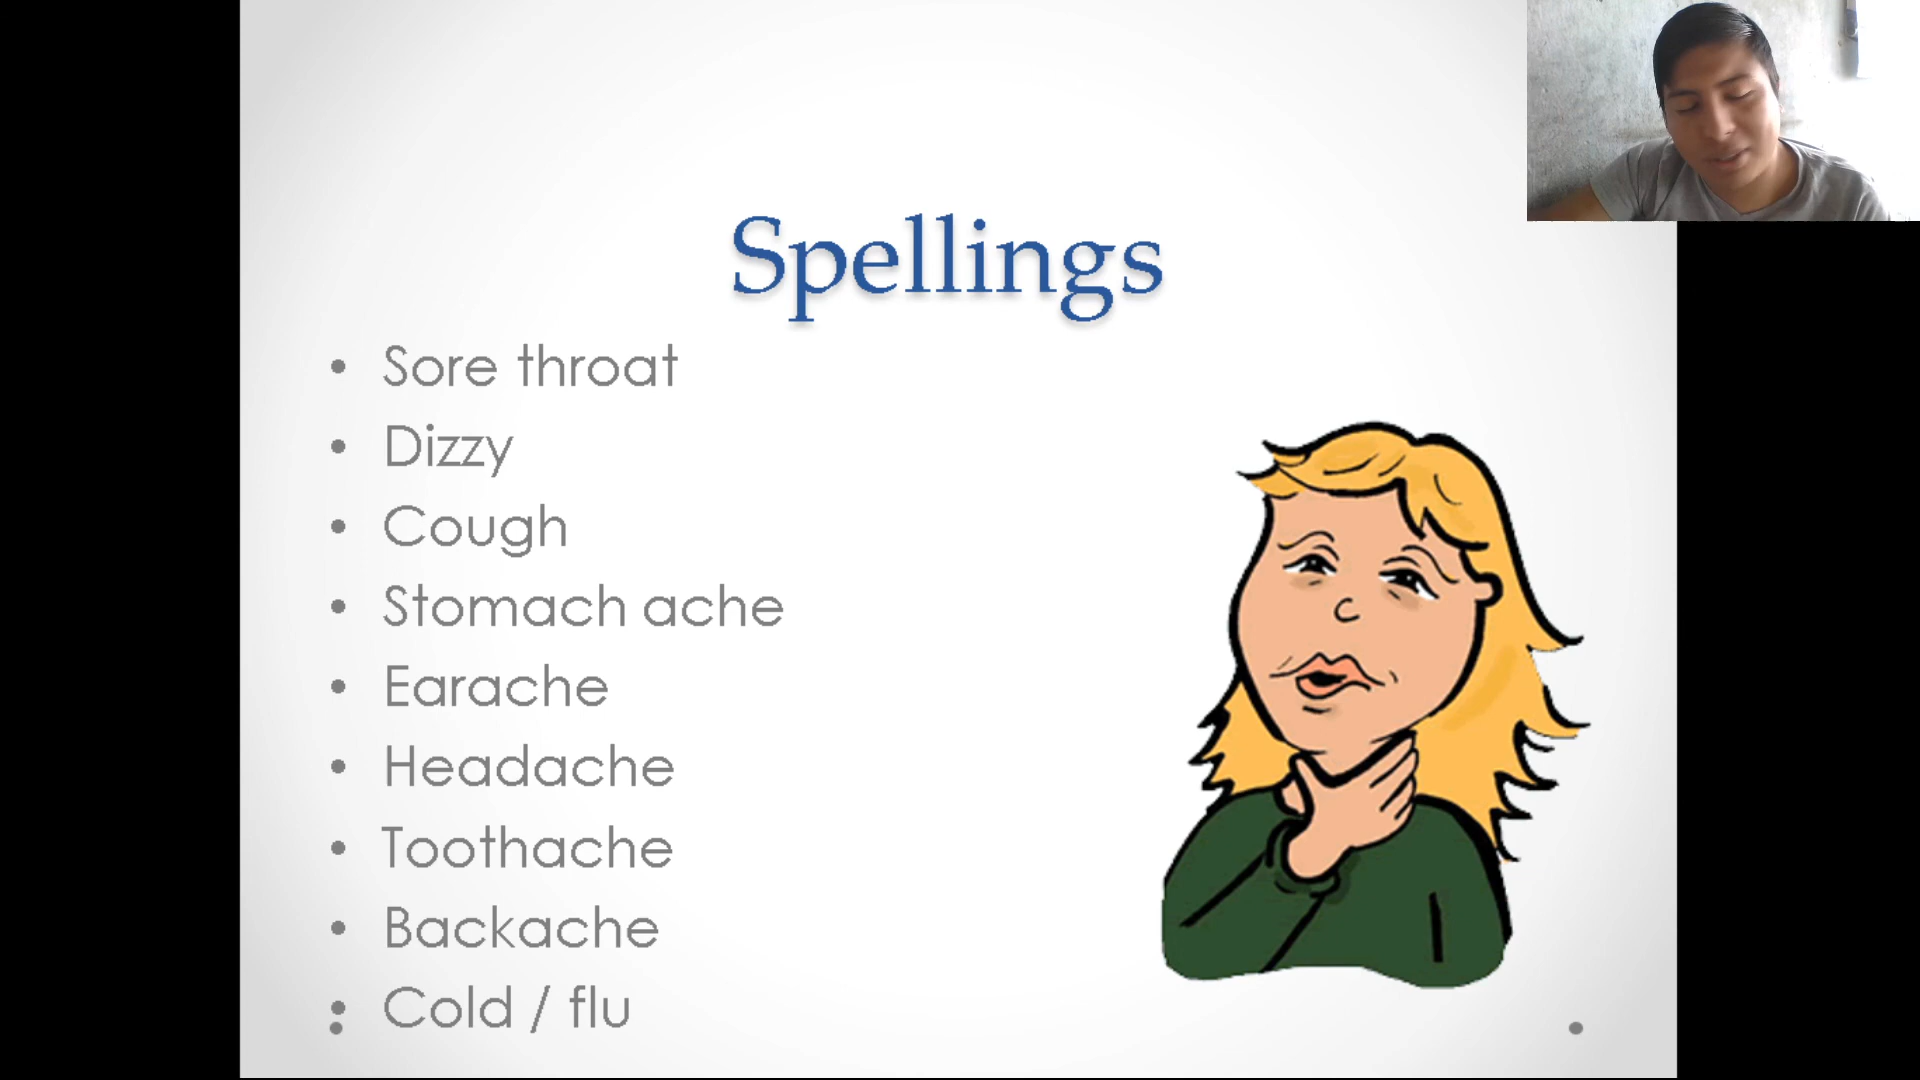 Spellings
• Sore throat
• Dizzy
• Cough
• Stomach ache
• Earache
• Headache
• Toothache
• Backache
• Cold / flu